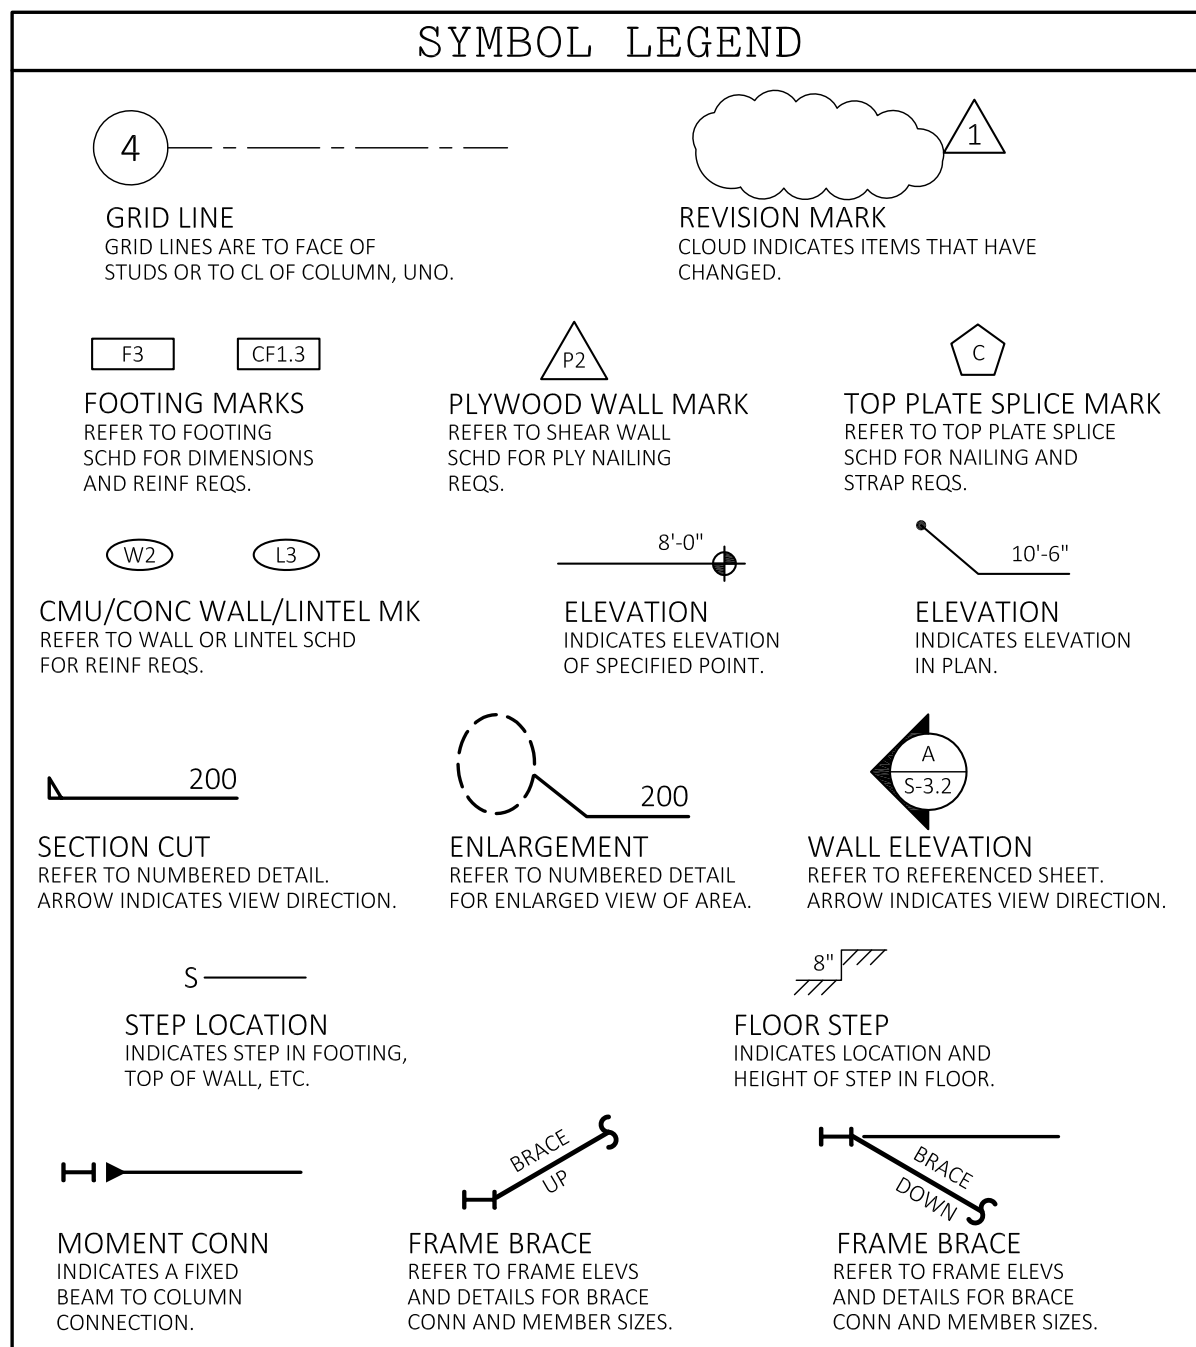 SYMBOL LEGEND
4
1
GRID LINE
GRID LINES ARE TO FACE OF
STUDS OR TO CL OF COLUMN, UNO.
REVISION MARK
CLOUD INDICATES ITEMS THAT HAVE
CHANGED.
F3
CF1.3
FOOTING MARKS
REFER TO FOOTING
SCHD FOR DIMENSIONS
AND REINF REQS.
P2
PLYWOOD WALL MARK
REFER TO SHEAR WALL
SCHD FOR PLY NAILING
REQS.
C
TOP PLATE SPLICE MARK
REFER TO TOP PLATE SPLICE
SCHD FOR NAILING AND
STRAP REQS.
W2
L3
CMU/CONC WALL/LINTEL MK
REFER TO WALL OR LINTEL SCHD
FOR REINF REQS.
8'-0"
ELEVATION
INDICATES ELEVATION
OF SPECIFIED POINT.
10'-6"
ELEVATION
INDICATES ELEVATION
IN PLAN.
200
SECTION CUT
REFER TO NUMBERED DETAIL.
ARROW INDICATES VIEW DIRECTION.
200
ENLARGEMENT
REFER TO NUMBERED DETAIL
FOR ENLARGED VIEW OF AREA.
A
S-3.2
WALL ELEVATION
REFER TO REFERENCED SHEET.
ARROW INDICATES VIEW DIRECTION.
S
STEP LOCATION
INDICATES STEP IN FOOTING,
TOP OF WALL, ETC.
8"
FLOOR STEP
INDICATES LOCATION AND
HEIGHT OF STEP IN FLOOR.
MOMENT CONN
INDICATES A FIXED
BEAM TO COLUMN
CONNECTION.
BRACE
UP
FRAME BRACE
REFER TO FRAME ELEVS
AND DETAILS FOR BRACE
CONN AND MEMBER SIZES.
BRACE
DOWN
FRAME BRACE
REFER TO FRAME ELEVS
AND DETAILS FOR BRACE
CONN AND MEMBER SIZES.